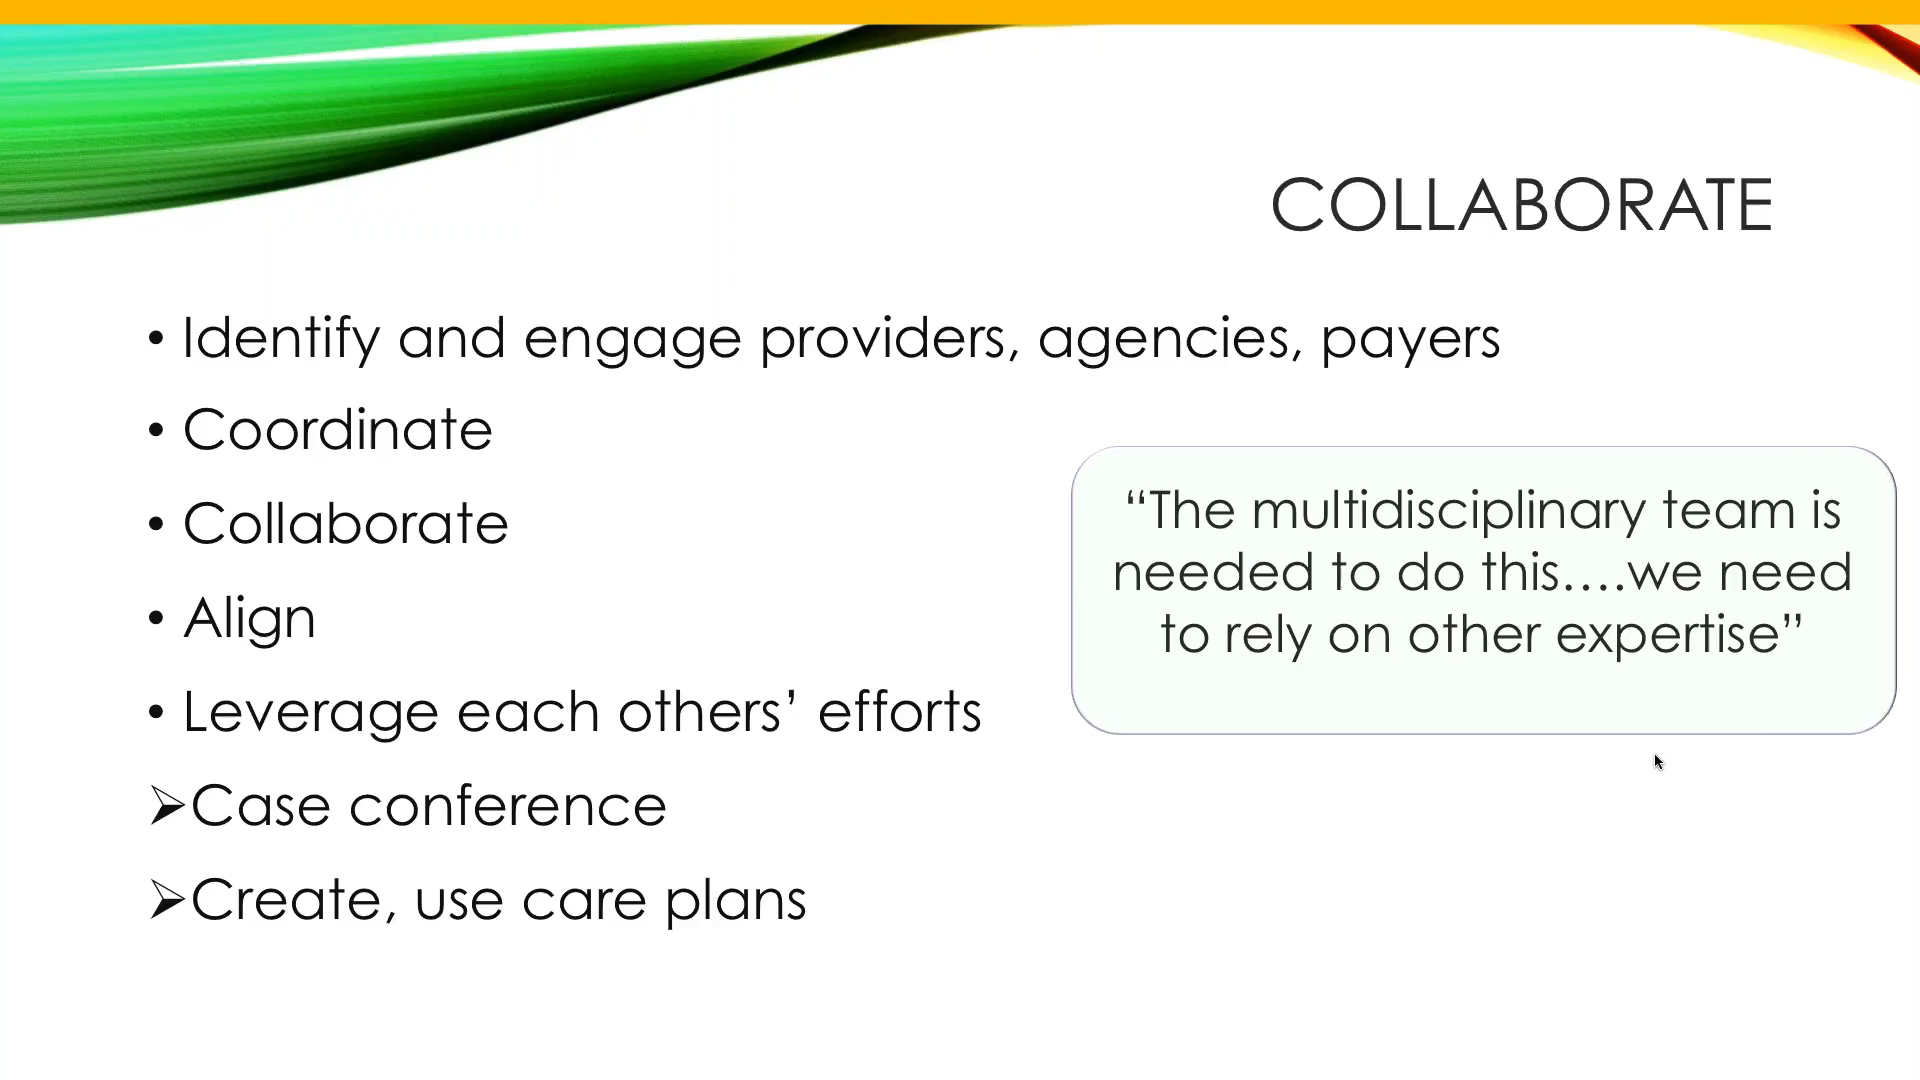 COLLABORATE
• Identify and engage providers, agencies, payers
• Coordinate
• Collaborate
• Align
• Leverage each others’ efforts
➢Case conference
➢Create, use care plans
“The multidisciplinary team is
needed to do this....we need
to rely on other expertise”